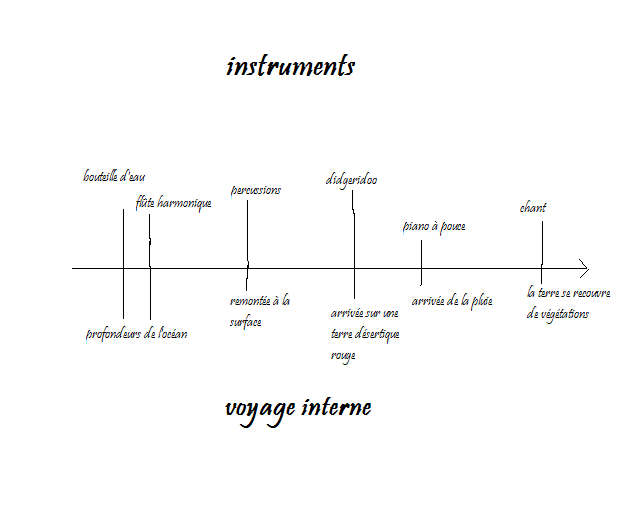 instruments
bouteille d'eau
flûte harmonique
percussions
didgeridoo
piano à pouce
chant
profondeurs de l'océan
remontée à la
surface
arrivée sur une
terre désertique
rouge
arrivée de la pluie
la terre se recouvre
de végétations
voyage interne